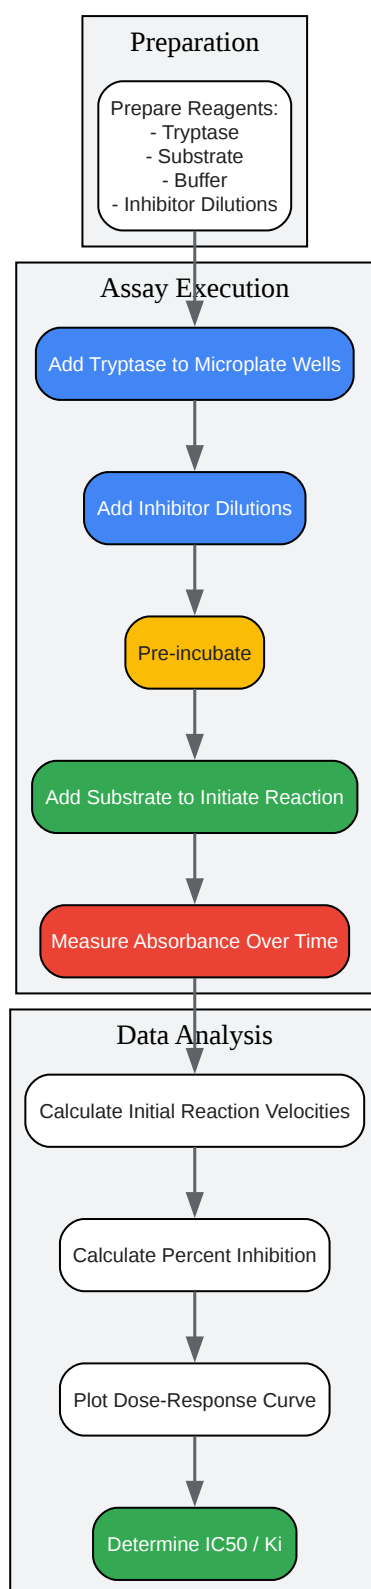 Preparation
Prepare Reagents:
- Tryptase
- Substrate
- Buffer
- Inhibitor Dilutions
Assay Execution
Add Tryptase to Microplate Wells
Add Inhibitor Dilutions
Pre-incubate
Add Substrate to Initiate Reaction
Measure Absorbance Over Time
Data Analysis
Calculate Initial Reaction Velocities
Calculate Percent Inhibition
Plot Dose-Response Curve
Determine IC50 / Ki